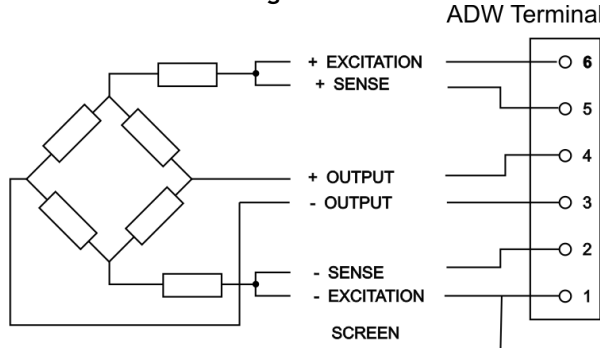 ADW Terminal
+ EXCITATION
6
+ SENSE
5
4
+ OUTPUT
- OUTPUT
3
2
- SENSE
- EXCITATION
1
SCREEN